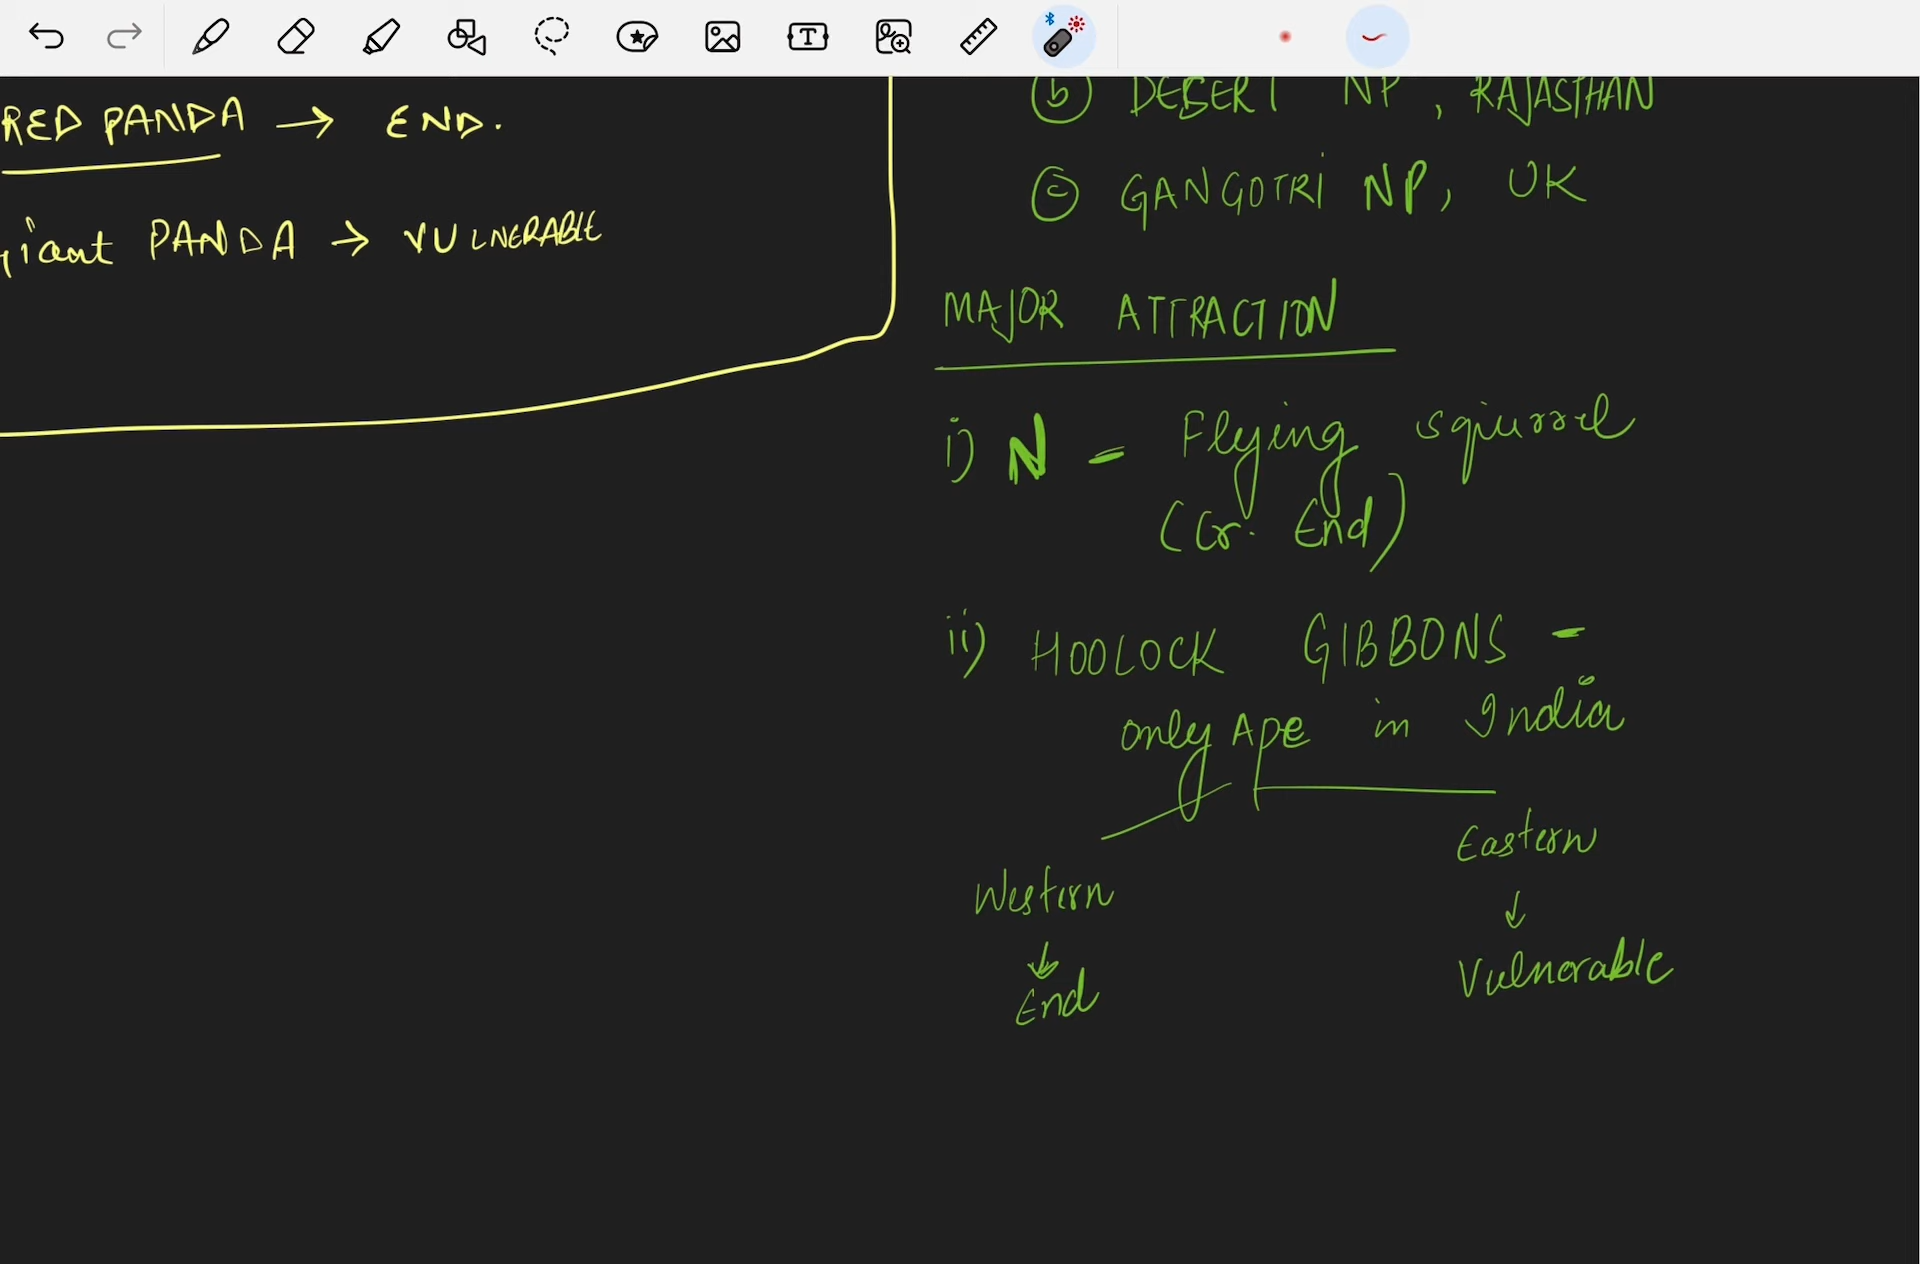 RED PANDA → END.
Giant PANDA → VULNERABLE
(b) DESERT NP, RAJASTHAN
(c) GANGOTRI NP, UK
MAJOR ATTRACTION
i) N - Flying squirrel
(Cr. End)
ii) HOOLOCK GIBBONS -
only Ape in India
Western
↓
End
Eastern
↓
Vulnerable